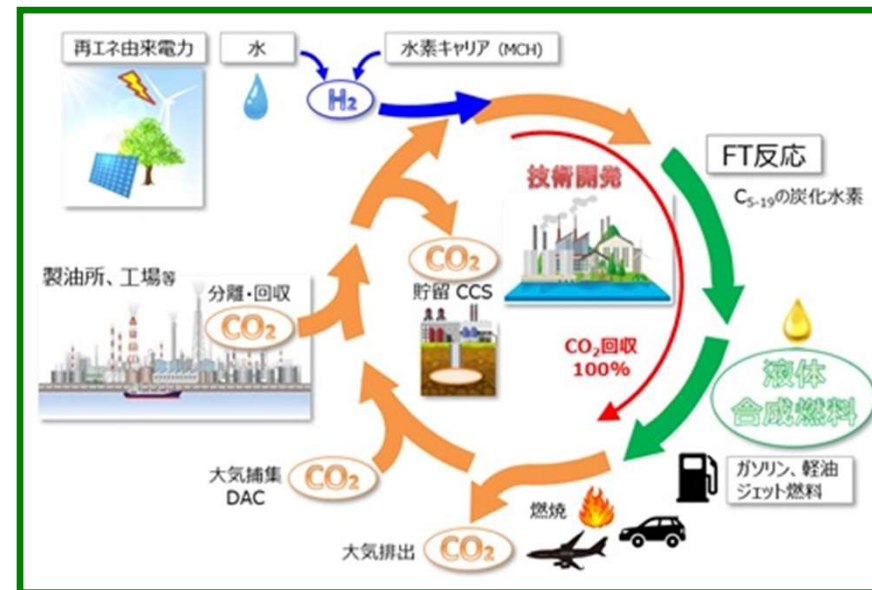 再エネ由来電力
水
水素キャリア (MCH)
H₂
技術開発
FT反応
C₅₋₁₉の炭化水素
製油所、工場等
分離・回収
CO₂
CO₂
貯留 CCS
CO₂回収
100%
液体
合成燃料
ガソリン、軽油
ジェット燃料
大気捕集
DAC
CO₂
燃焼
大気排出
CO₂